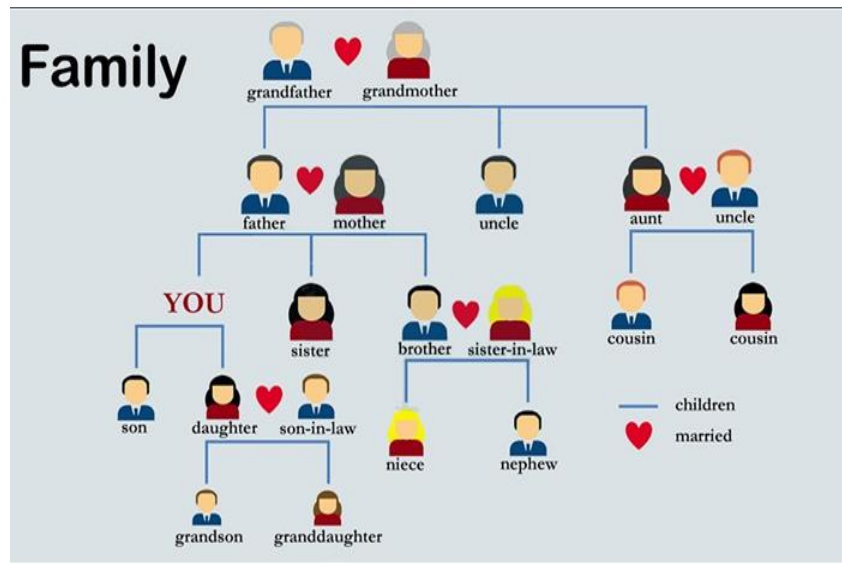 Family
grandfather grandmother
father mother uncle aunt uncle
YOU sister brother sister-in-law cousin cousin
son daughter son-in-law niece nephew
children
married
grandson granddaughter